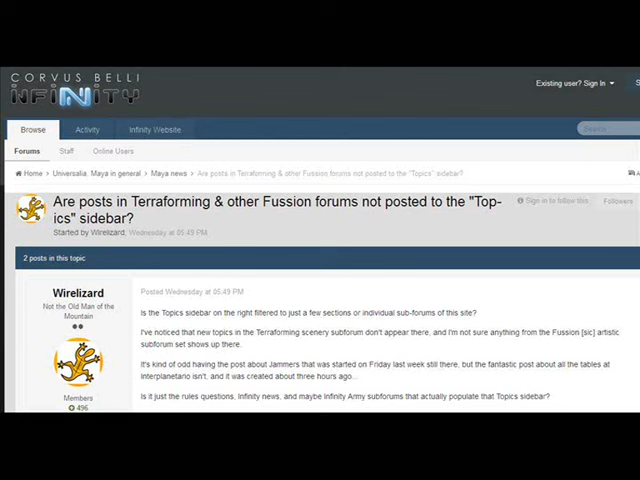 CORVUS BELLI
INFINITY
Existing user? Sign In
Browse Activity Infinity Website
Search...
Forums Staff Online Users
Home > Universalia, Maya in general > Maya news > Are posts in Terraforming & other Fussion forums not posted to the "Topics" sidebar?
Are posts in Terraforming & other Fussion forums not posted to the "Top-
ics" sidebar?
Sign in to follow this
Followers
Started by Wirelizard, Wednesday at 05:49 PM
2 posts in this topic
Wirelizard
Not the Old Man of the
Mountain
Members
496
Posted Wednesday at 05:49 PM
Is the Topics sidebar on the right filtered to just a few sections or individual sub-forums of this site?
I've noticed that new topics in the Terraforming scenery subforum don't appear there, and I'm not sure anything from the Fussion [sic] artistic
subforum set shows up there.
It's kind of odd having the post about Jammers that was started on Friday last week still there, but the fantastic post about all the tables at
Interplanetario isn't, and it was created about three hours ago...
Is it just the rules questions, Infinity news, and maybe Infinity Army subforums that actually populate that Topics sidebar?